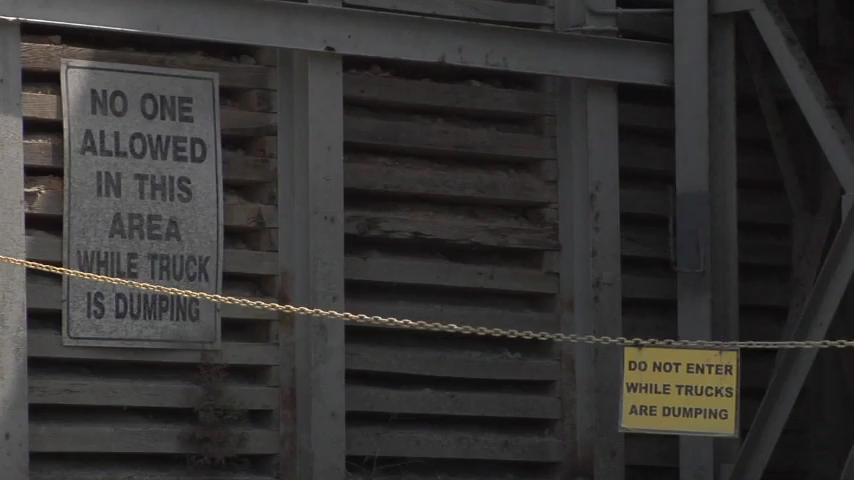 NO ONE
ALLOWED
IN THIS
AREA
WHILE TRUCK
IS DUMPING
DO NOT ENTER
WHILE TRUCKS
ARE DUMPING